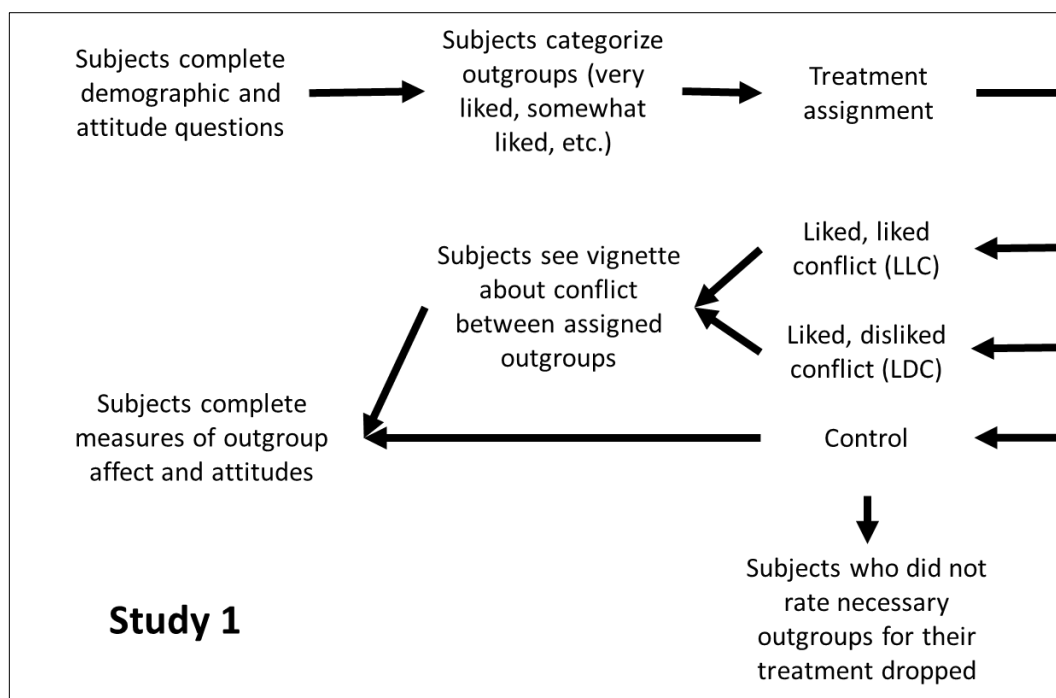 Subjects complete
demographic and
attitude questions
Subjects categorize
outgroups (very
liked, somewhat
liked, etc.)
Treatment
assignment
Liked, liked
conflict (LLC)
Liked, disliked
conflict (LDC)
Control
Subjects see vignette
about conflict
between assigned
outgroups
Subjects complete
measures of outgroup
affect and attitudes
Subjects who did not
rate necessary
outgroups for their
treatment dropped
Study 1